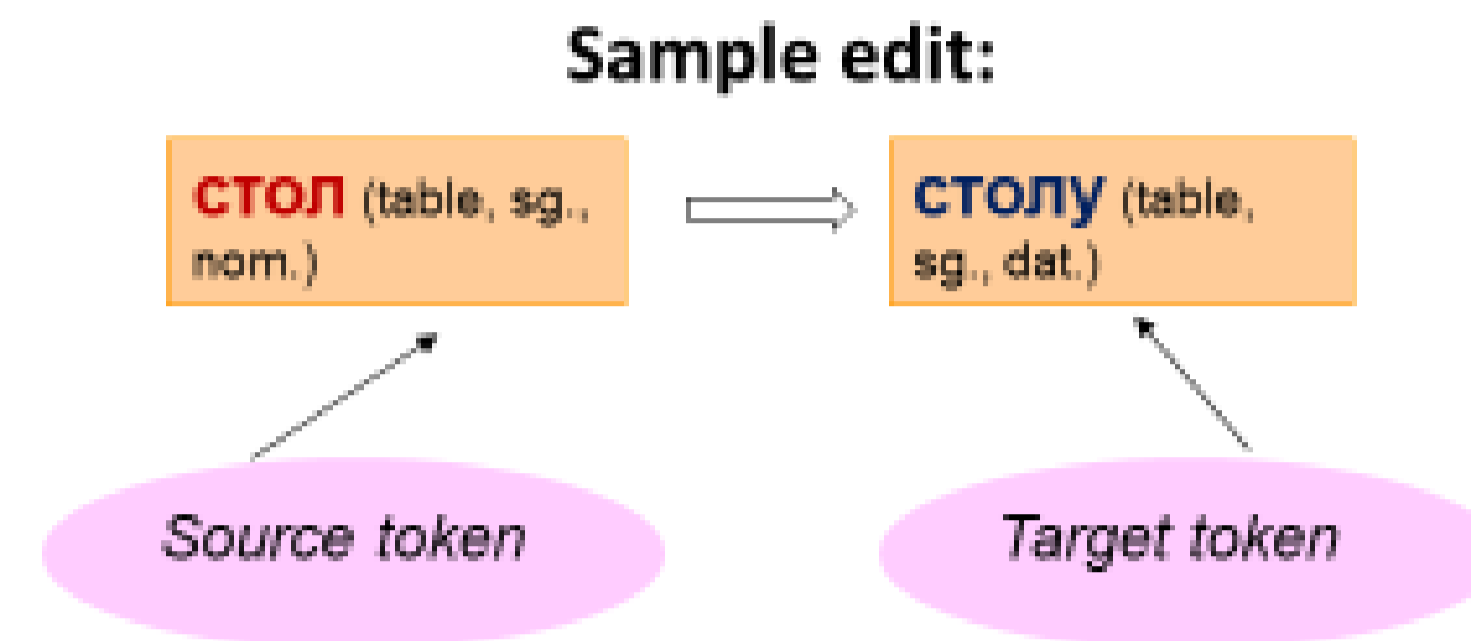 Sample edit:
стол (table, sg.,
nom.)
столу (table,
sg., dat.)
Source token
Target token